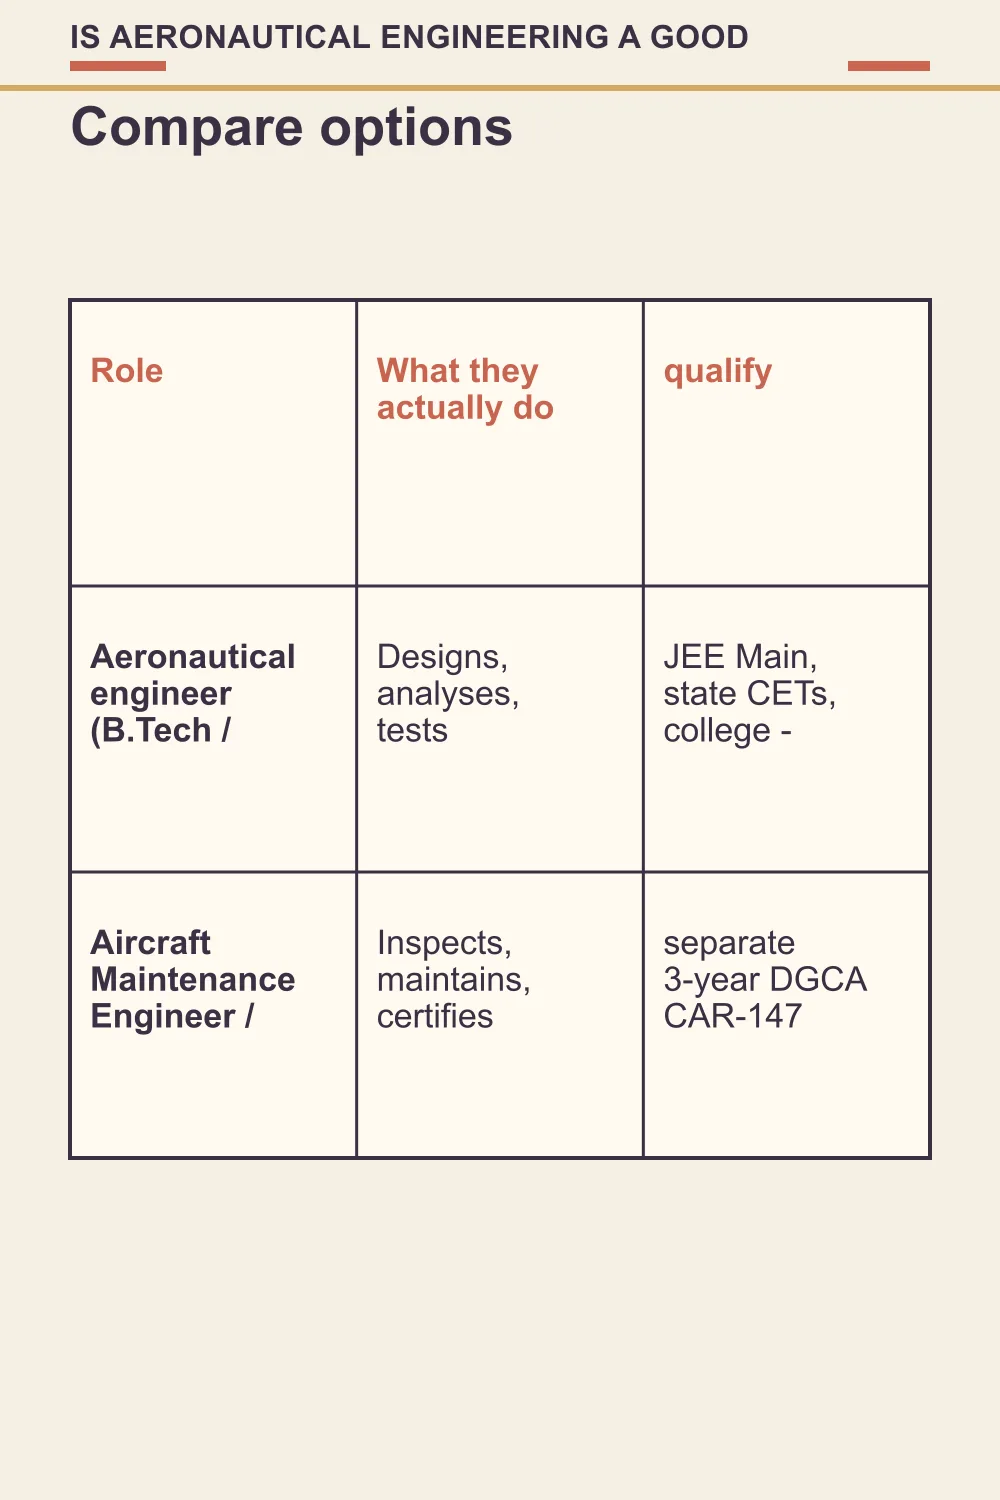 IS AERONAUTICAL ENGINEERING A GOOD
Compare options
Role
What they
actually do
qualify
Aeronautical
engineer
(B.Tech /
Designs,
analyses,
tests
JEE Main,
state CETs,
college -
Aircraft
Maintenance
Engineer /
Inspects,
maintains,
certifies
separate
3-year DGCA
CAR-147